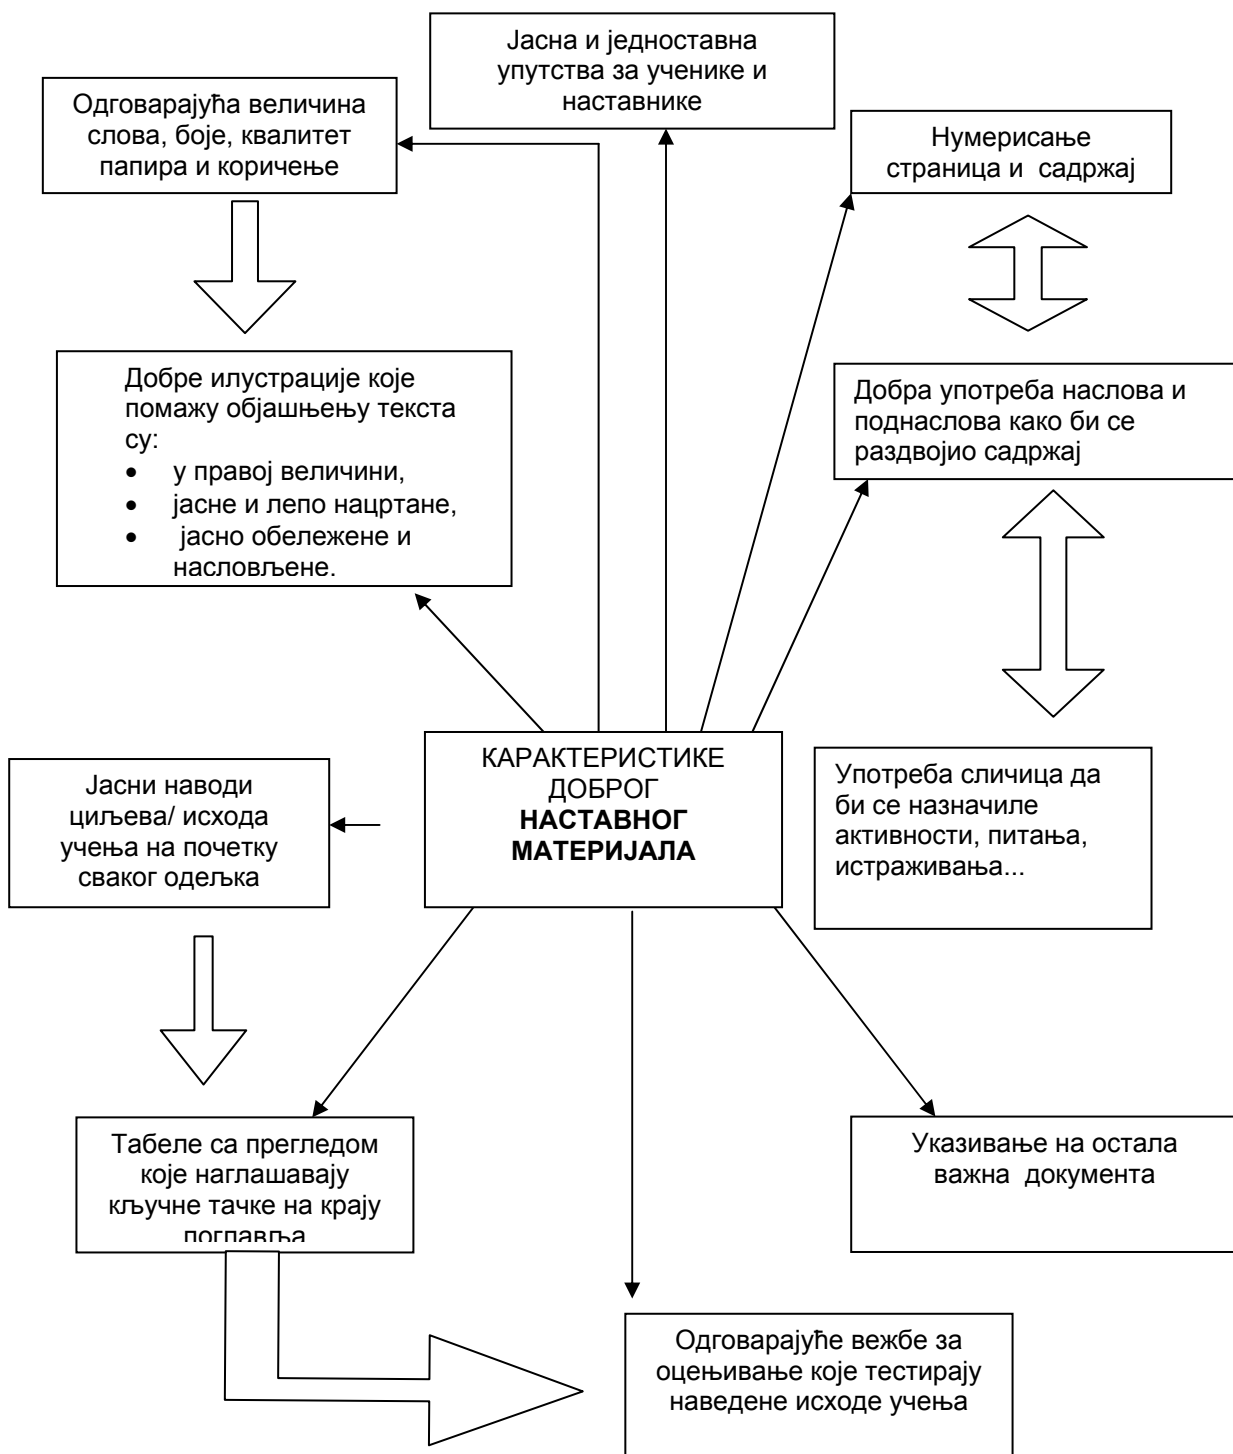 Јасна и једноставна
упутства за ученике и
наставнике
Одговарајућа величина
слова, боје, квалитет
папира и коричење
Нумерисање
страница и садржај
Добре илустрације које
помажу објашњењу текста
су:
• у правој величини,
• јасне и лепо нацртане,
• јасно обележене и
насловљене.
Добра употреба наслова и
поднаслова како би се
раздвојио садржај
КАРАКТЕРИСТИКЕ
ДОБРОГ
НАСТАВНОГ
МАТЕРИЈАЛА
Јасни наводи
циљева/ исхода
учења на почетку
сваког одељка
Употреба сличица да
би се назначиле
активности, питања,
истраживања...
Табеле са прегледом
које наглашавају
кључне тачке на крају
поглавља
Указивање на остала
важна документа
Одговарајуће вежбе за
оцењивање које тестирају
наведене исходе учења